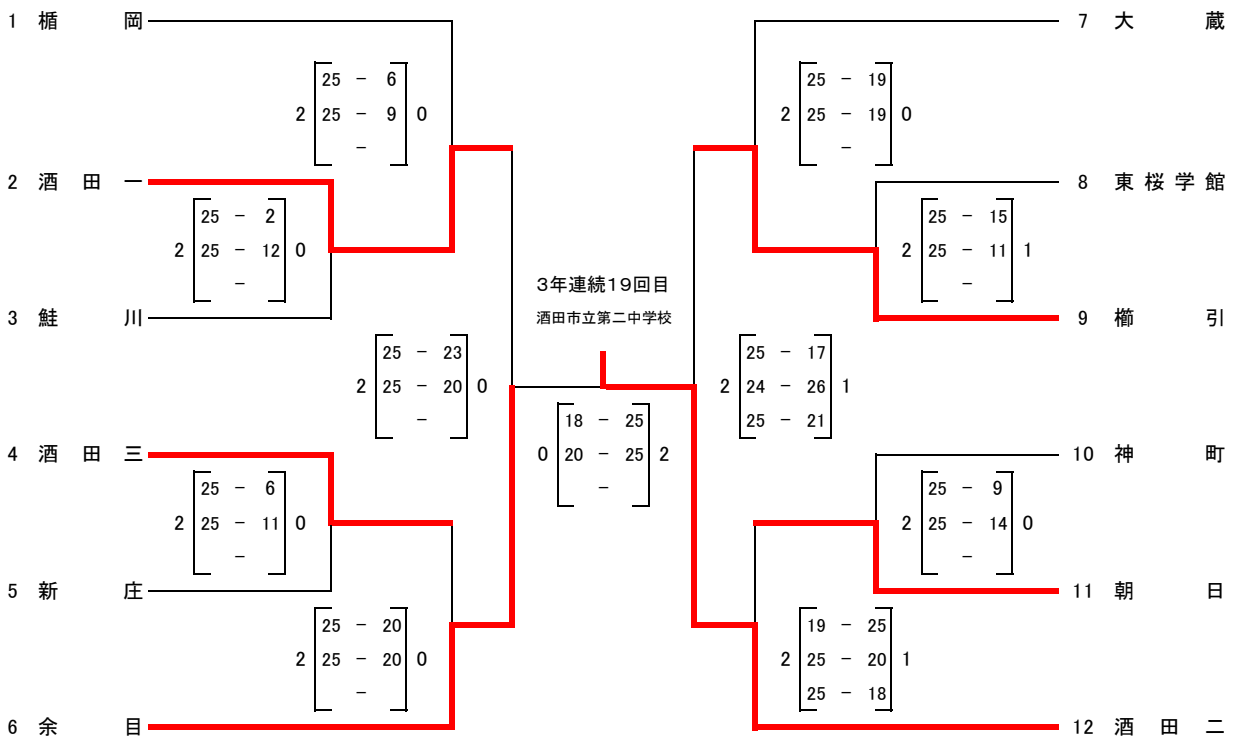 1 楯岡
7 大蔵
25 − 6
2 25 − 9 0
−
25 − 19
2 25 − 19 0
−
2 酒田一
8 東桜学館
25 − 2
2 25 − 12 0
−
25 − 15
2 25 − 11 1
−
3年連続19回目
酒田市立第二中学校
3 鮭川
9 櫛引
25 − 23
2 25 − 20 0
−
25 − 17
2 24 − 26 1
25 − 21
18 − 25
0 20 − 25 2
−
4 酒田三
10 神町
25 − 6
2 25 − 11 0
−
25 − 9
2 25 − 14 0
−
5 新庄
11 朝日
25 − 20
2 25 − 20 0
−
19 − 25
2 25 − 20 1
25 − 18
6 余目
12 酒田二